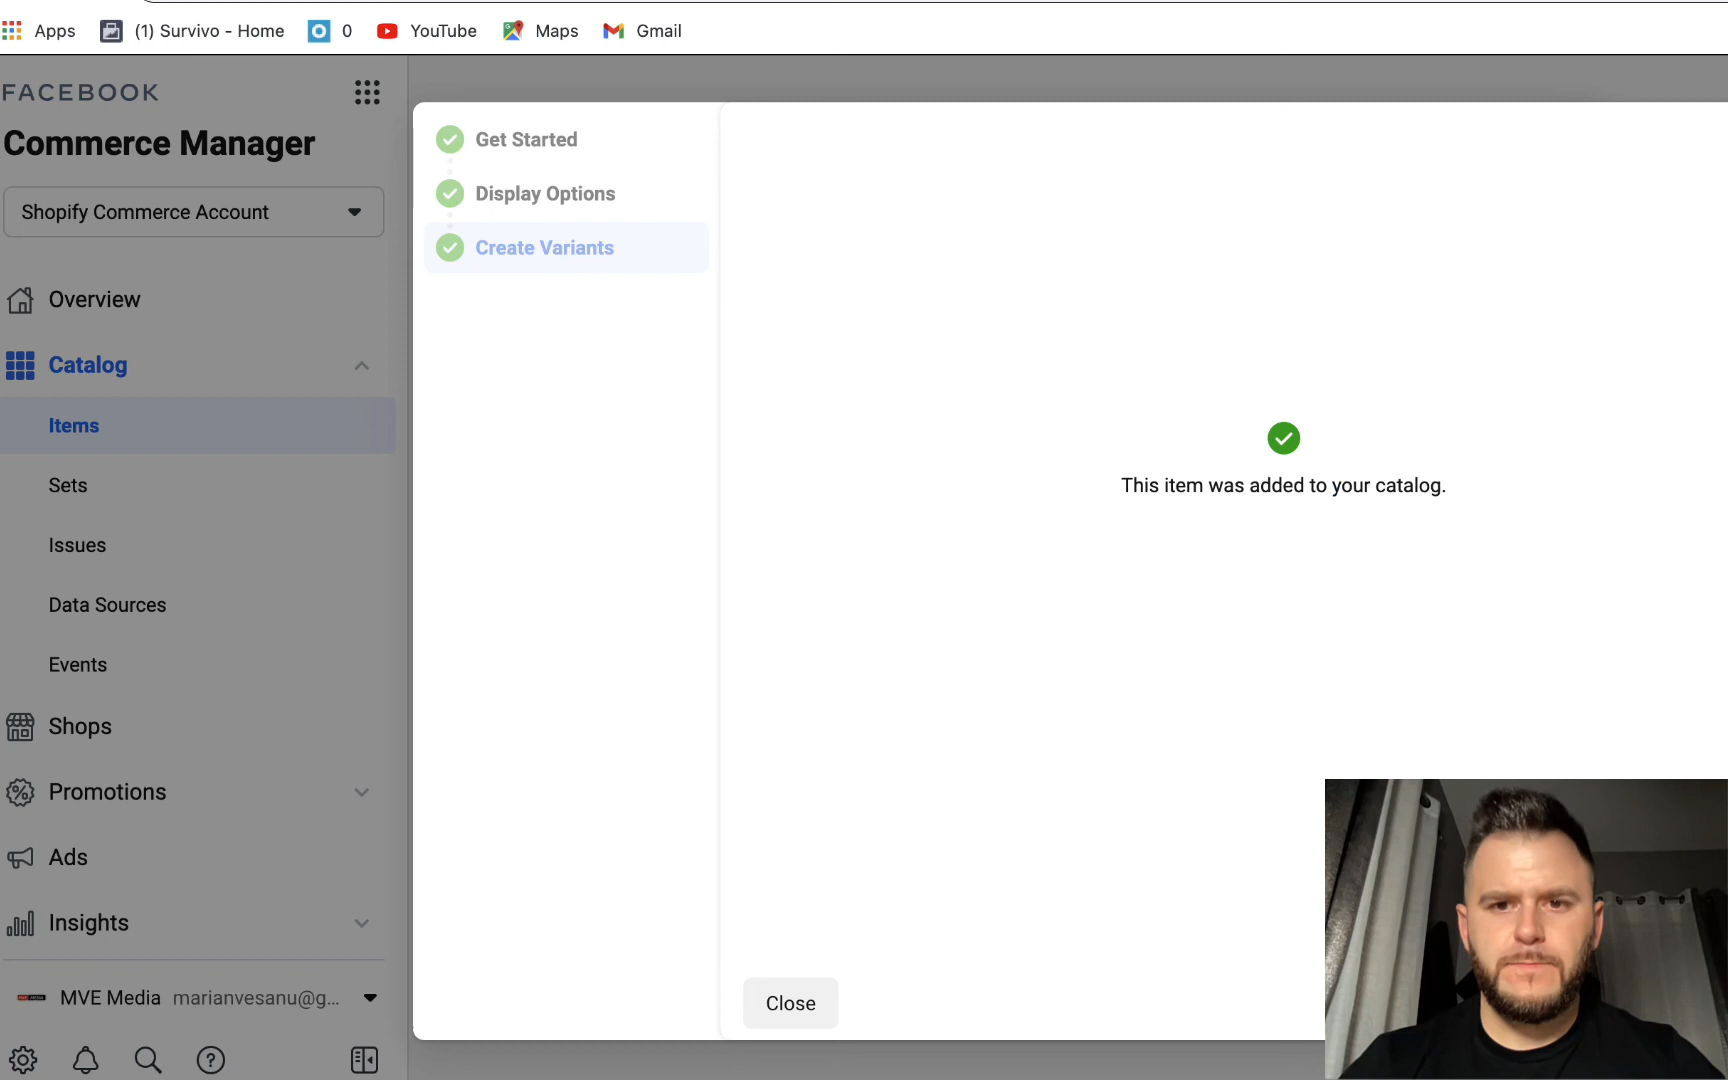 Apps
(1) Survivo - Home
0
YouTube
Maps
Gmail
FACEBOOK
Commerce Manager
Shopify Commerce Account
Overview
Catalog
Items
Sets
Issues
Data Sources
Events
Shops
Promotions
Ads
Insights
MVE Media marianvesanu@g...
Get Started
Display Options
Create Variants
This item was added to your catalog.
Close